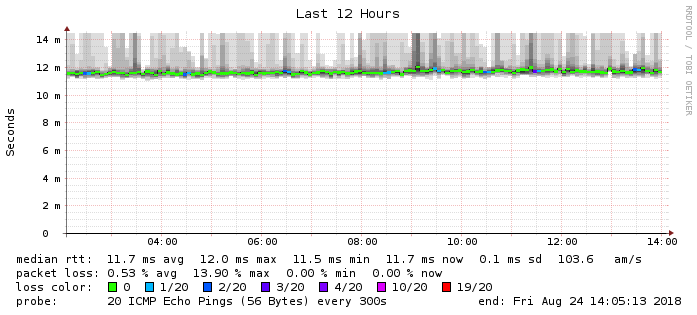 Last 12 Hours
RRDTOOL / TOBI OETIKER
Seconds
14 m
12 m
10 m
8 m
6 m
4 m
2 m
0
04:00 06:00 08:00 10:00 12:00 14:00
median rtt: 11.7 ms avg 12.0 ms max 11.5 ms min 11.7 ms now 0.1 ms sd 103.6 am/s
packet loss: 0.53 % avg 13.90 % max 0.00 % min 0.00 % now
loss color: 0 1/20 2/20 3/20 4/20 10/20 19/20
probe: 20 ICMP Echo Pings (56 Bytes) every 300s end: Fri Aug 24 14:05:13 2018